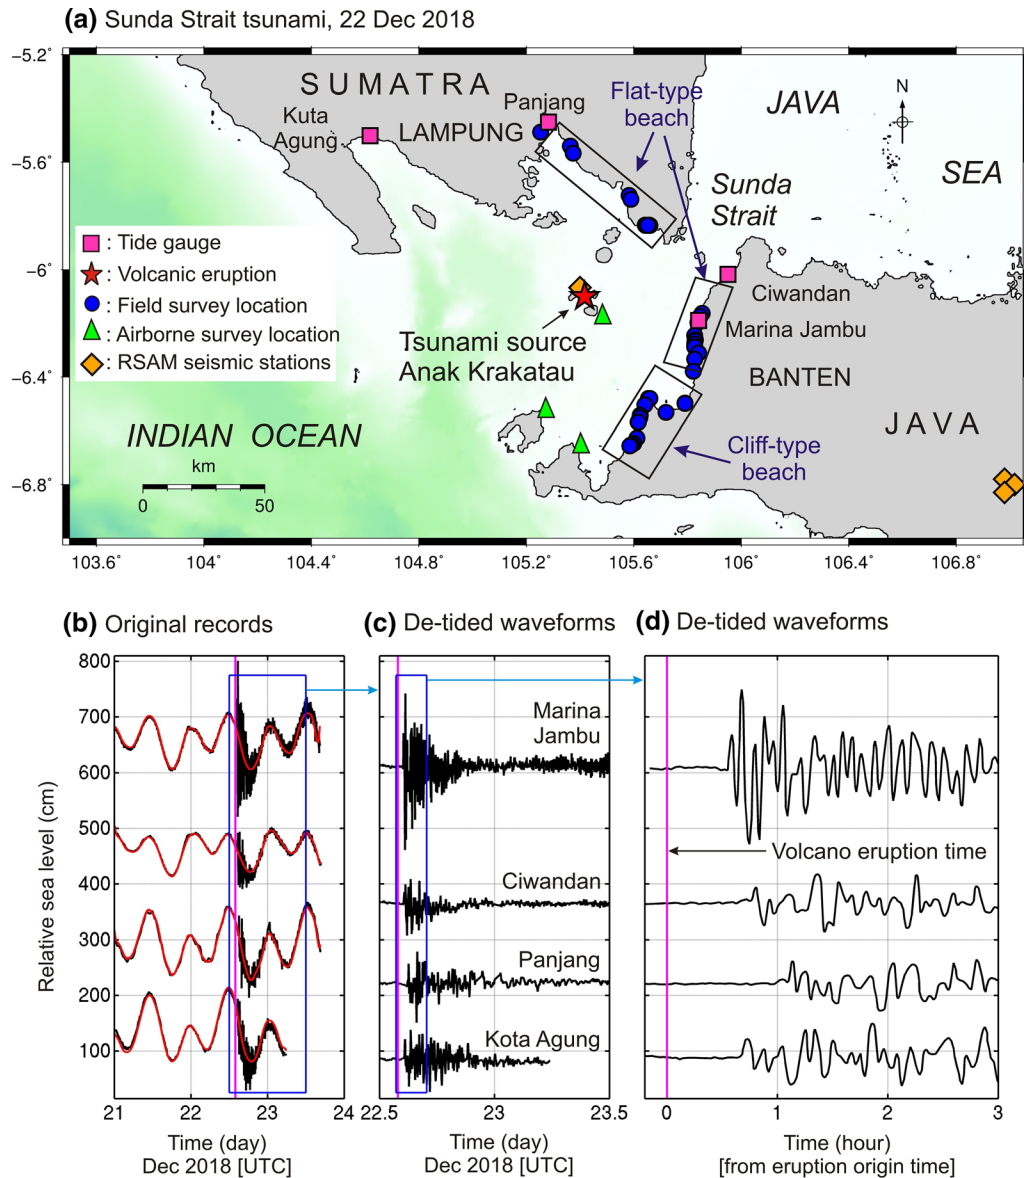 (a) Sunda Strait tsunami, 22 Dec 2018
−5.2°
−5.6°
−6°
−6.4°
−6.8°
SUMATRA
Kuta
Agung
Panjang
LAMPUNG
Flat-type
beach
JAVA
SEA
N
Sunda
Strait
: Tide gauge
: Volcanic eruption
: Field survey location
: Airborne survey location
: RSAM seismic stations
Tsunami source
Anak Krakatau
Ciwandan
Marina Jambu
BANTEN
JAVA
INDIAN OCEAN
km
0 50
Cliff-type
beach
103.6° 104° 104.4° 104.8° 105.2° 105.6° 106° 106.4° 106.8°
(b) Original records
Relative sea level (cm)
800
700
600
500
400
300
200
100
21 22 23 24
Time (day)
Dec 2018 [UTC]
(c) De-tided waveforms
Marina
Jambu
Ciwandan
Panjang
Kota Agung
22.5 23 23.5
Time (day)
Dec 2018 [UTC]
(d) De-tided waveforms
Volcano eruption time
0 1 2 3
Time (hour)
[from eruption origin time]